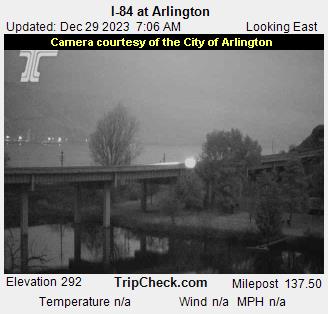 I-84 at Arlington
Updated: Dec 29 2023 7:06 AM Looking East
Camera courtesy of the City of Arlington
Elevation 292 TripCheck.com Milepost 137.50
Temperature n/a Wind n/a MPH n/a